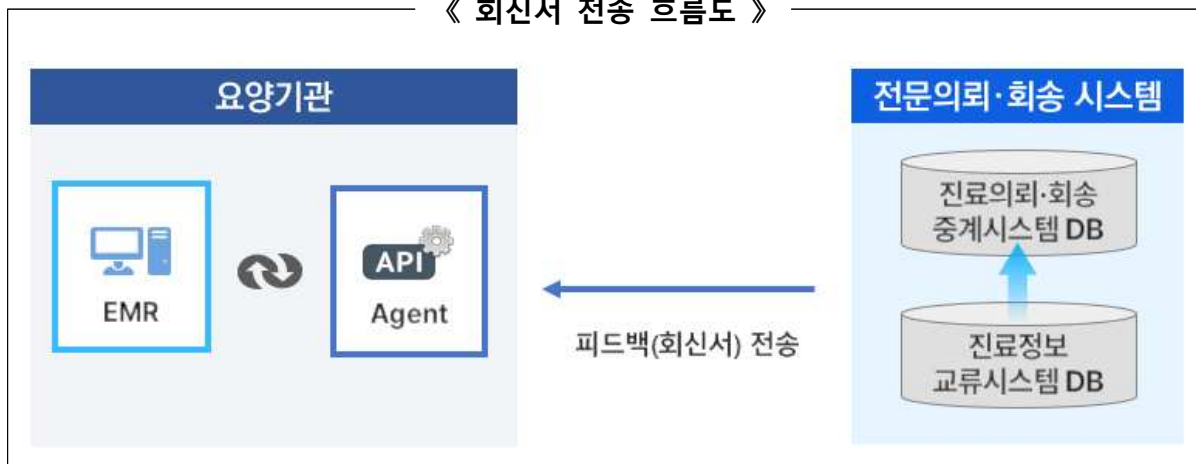 《 회신서 전송 흐름도 》
요양기관
전문의뢰·회송 시스템
EMR
API
Agent
피드백(회신서) 전송
진료의뢰·회송
중계시스템 DB
진료정보
교류시스템 DB